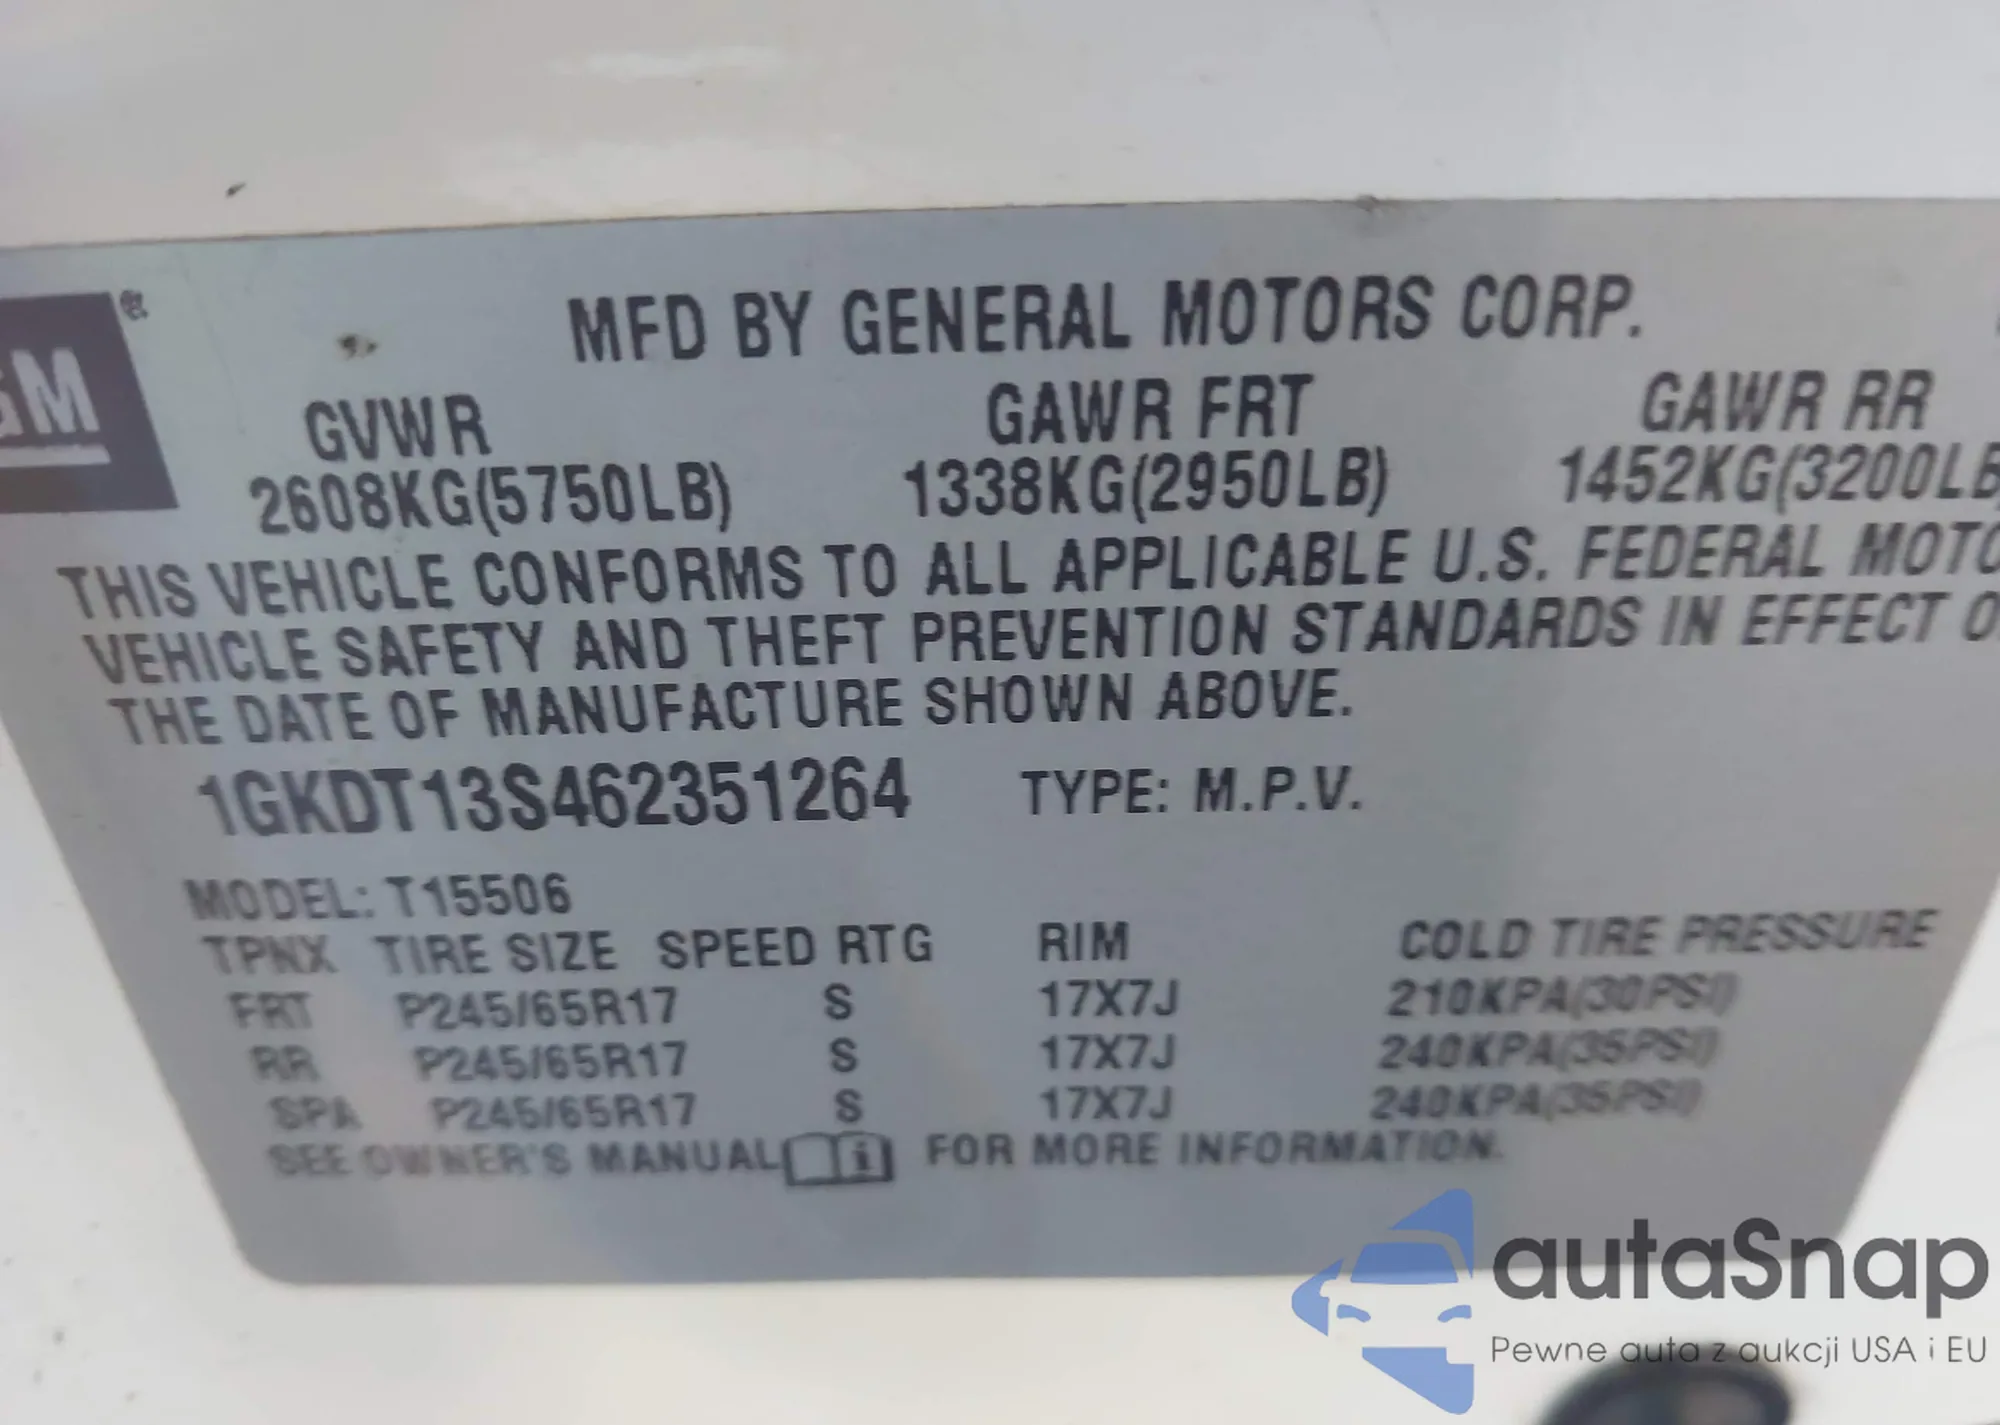 GM®
MFD BY GENERAL MOTORS CORP.
GVWR GAWR FRT GAWR RR
2608KG(5750LB) 1338KG(2950LB) 1452KG(3200LB
THIS VEHICLE CONFORMS TO ALL APPLICABLE U.S. FEDERAL MOTO
VEHICLE SAFETY AND THEFT PREVENTION STANDARDS IN EFFECT O
THE DATE OF MANUFACTURE SHOWN ABOVE.
1GKDT13S462351264 TYPE: M.P.V.
MODEL: T15506
TPNX TIRE SIZE SPEED RTG RIM COLD TIRE PRESSURE
FRT P245/65R17 S 17X7J 210KPA(30PSI)
RR P245/65R17 S 17X7J 240KPA(35PSI)
SPA P245/65R17 S 17X7J 240KPA(35PSI)
SEE OWNER'S MANUAL i FOR MORE INFORMATION.
autaSnap
Pewne auta z aukcji USA i EU